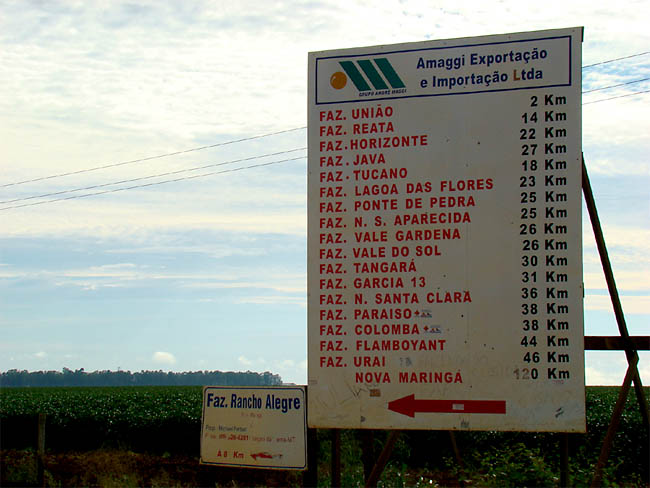 Amaggi Exportação
e Importação Ltda
GRUPO ANDRÉ MAGGI
FAZ. UNIÃO 2 Km
FAZ. REATA 14 Km
FAZ. HORIZONTE 22 Km
FAZ. JAVA 27 Km
FAZ. TUCANO 18 Km
FAZ. LAGOA DAS FLORES 23 Km
FAZ. PONTE DE PEDRA 25 Km
FAZ. N. S. APARECIDA 25 Km
FAZ. VALE GARDENA 26 Km
FAZ. VALE DO SOL 26 Km
FAZ. TANGARÁ 30 Km
FAZ. GARCIA 13 31 Km
FAZ. N. SANTA CLARA 36 Km
FAZ. PARAISO 38 Km
FAZ. COLOMBA 38 Km
FAZ. FLAMBOYANT 44 Km
FAZ. URAI 46 Km
NOVA MARINGÁ 120 Km
Faz. Rancho Alegre
A 8 Km